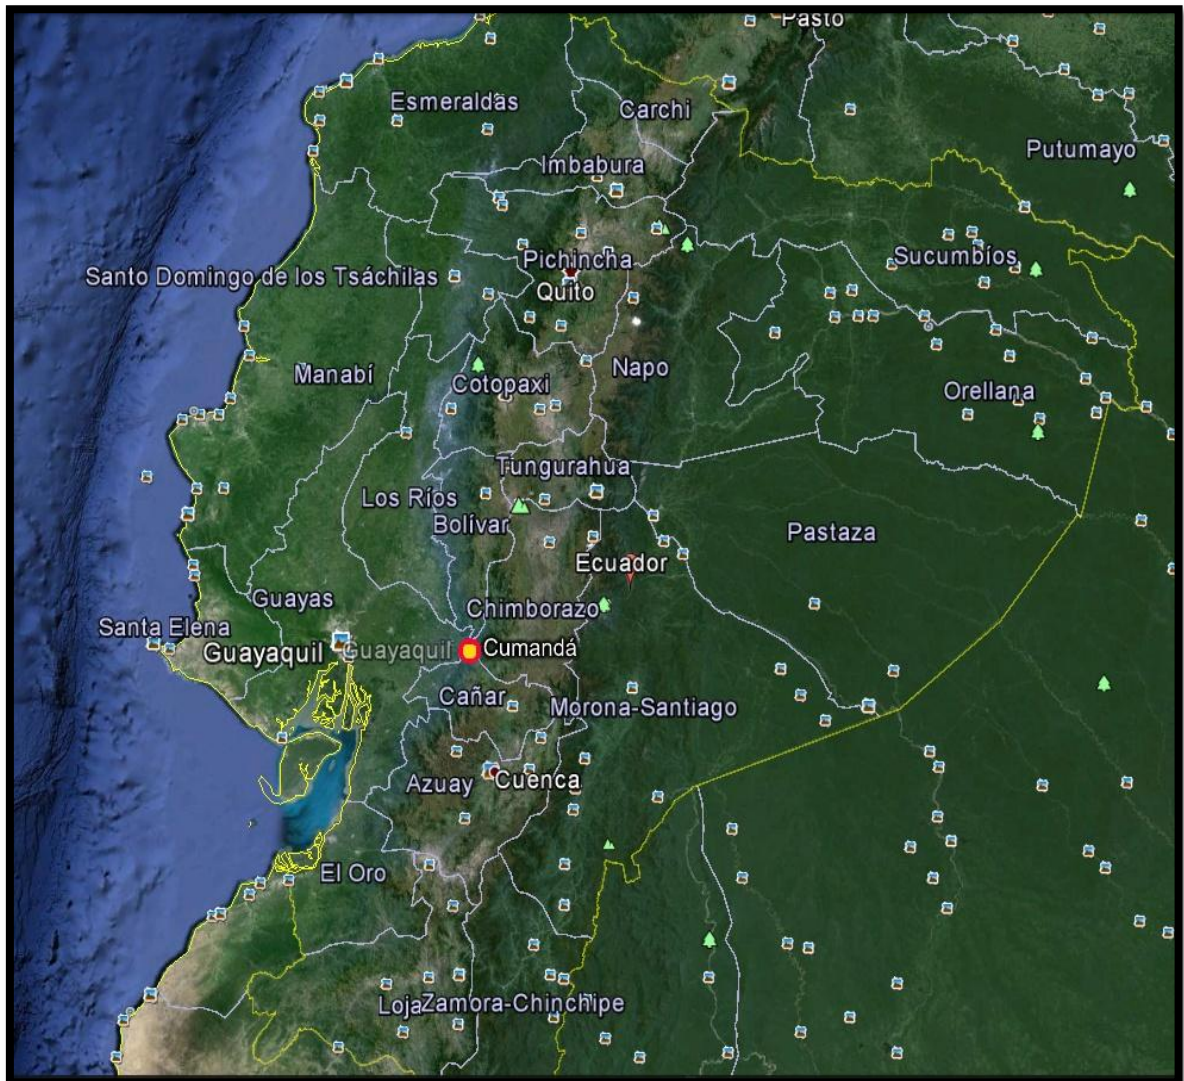 Pasto
Esmeraldas
Carchi
Putumayo
Imbabura
Sucumbíos
Pichincha
Santo Domingo de los Tsáchilas
Quito
Napo
Manabí
Cotopaxi
Orellana
Tungurahua
Los Ríos
Bolívar
Pastaza
Ecuador
Guayas
Chimborazo
Santa Elena
Guayaquil
Guayaquil
Cumandá
Cañar
Morona-Santiago
Azuay
Cuenca
El Oro
Loja
Zamora-Chinchipe